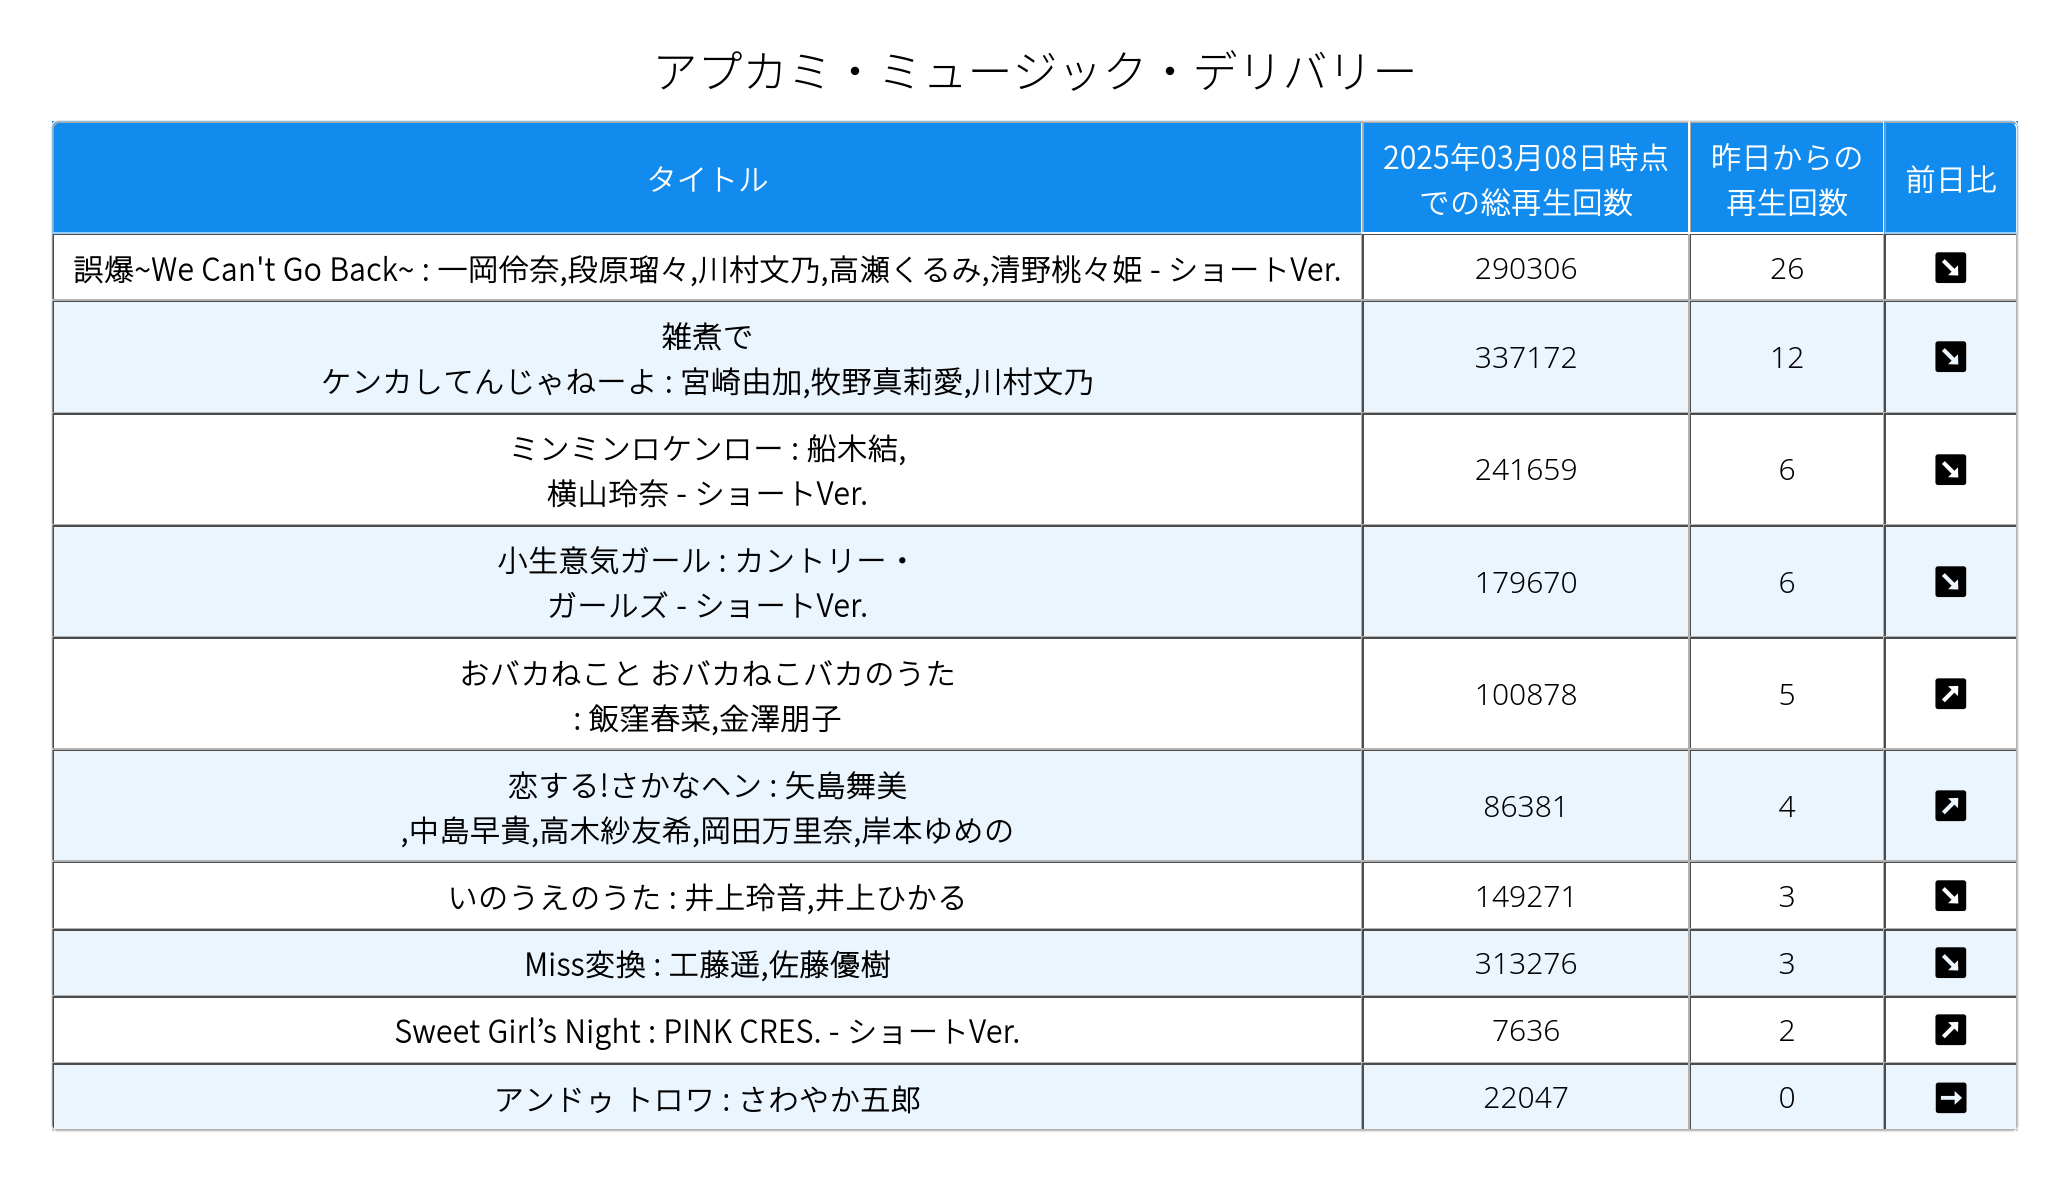 アプカミ・ミュージック・デリバリー
タイトル
2025年03月08日時点
での総再生回数
昨日からの
再生回数
前日比
誤爆~We Can't Go Back~ : 一岡伶奈,段原瑠々,川村文乃,高瀬くるみ,清野桃々姫 - ショートVer.
290306
26
雑煮で
ケンカしてんじゃねーよ : 宮崎由加,牧野真莉愛,川村文乃
337172
12
ミンミンロケンロー : 船木結,
横山玲奈 - ショートVer.
241659
6
小生意気ガール : カントリー・
ガールズ - ショートVer.
179670
6
おバカねこと おバカねこバカのうた
: 飯窪春菜,金澤朋子
100878
5
恋する!さかなヘン : 矢島舞美
,中島早貴,高木紗友希,岡田万里奈,岸本ゆめの
86381
4
いのうえのうた : 井上玲音,井上ひかる
149271
3
Miss変換 : 工藤遥,佐藤優樹
313276
3
Sweet Girl’s Night : PINK CRES. - ショートVer.
7636
2
アンドゥ トロワ : さわやか五郎
22047
0